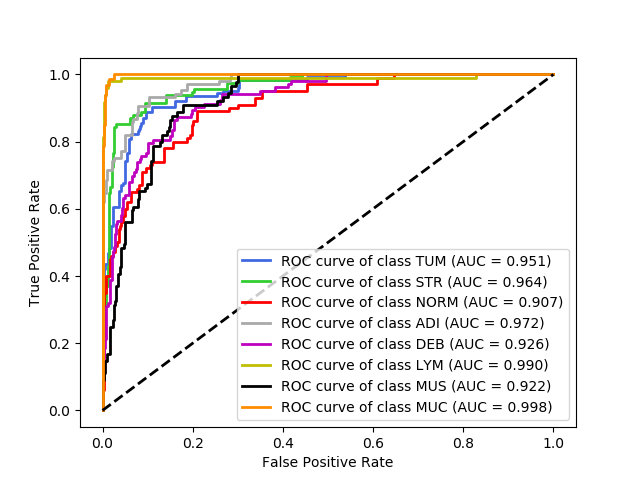 1.0
0.8
0.6
0.4
0.2
0.0
True Positive Rate
ROC curve of class TUM (AUC = 0.951)
ROC curve of class STR (AUC = 0.964)
ROC curve of class NORM (AUC = 0.907)
ROC curve of class ADI (AUC = 0.972)
ROC curve of class DEB (AUC = 0.926)
ROC curve of class LYM (AUC = 0.990)
ROC curve of class MUS (AUC = 0.922)
ROC curve of class MUC (AUC = 0.998)
0.0 0.2 0.4 0.6 0.8 1.0
False Positive Rate